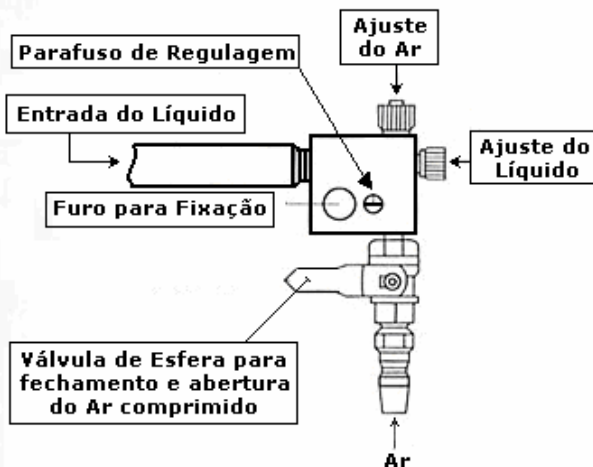 Ajuste
do Ar
Parafuso de Regulagem
Entrada do Líquido
Ajuste do
Líquido
Furo para Fixação
Válvula de Esfera para
fechamento e abertura
do Ar comprimido
Ar